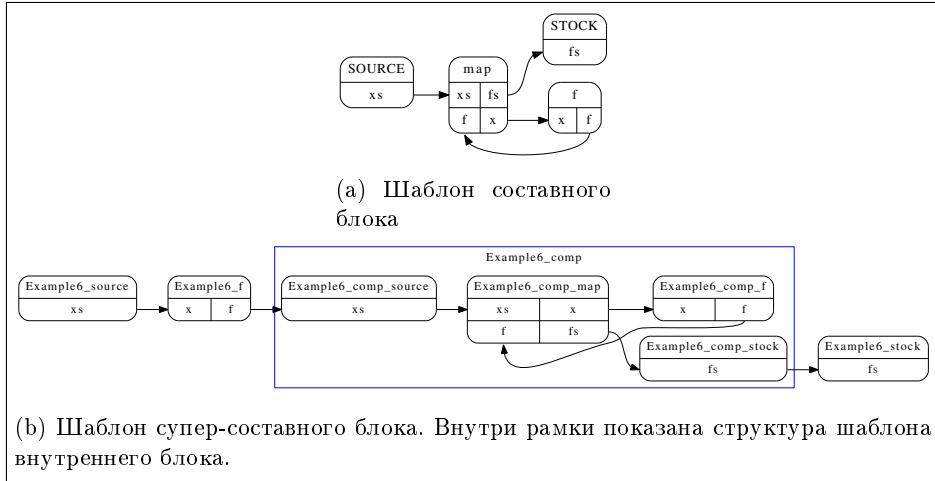 STOCK
fs
SOURCE
xs
map
xs fs
f x
f
x f
(a) Шаблон составного
блока
Example6_comp
Example6_source
xs
Example6_f
x f
Example6_comp_source
xs
Example6_comp_map
xs x
f fs
Example6_comp_f
x f
Example6_comp_stock
fs
Example6_stock
fs
(b) Шаблон супер-составного блока. Внутри рамки показана структура шаблона
внутреннего блока.